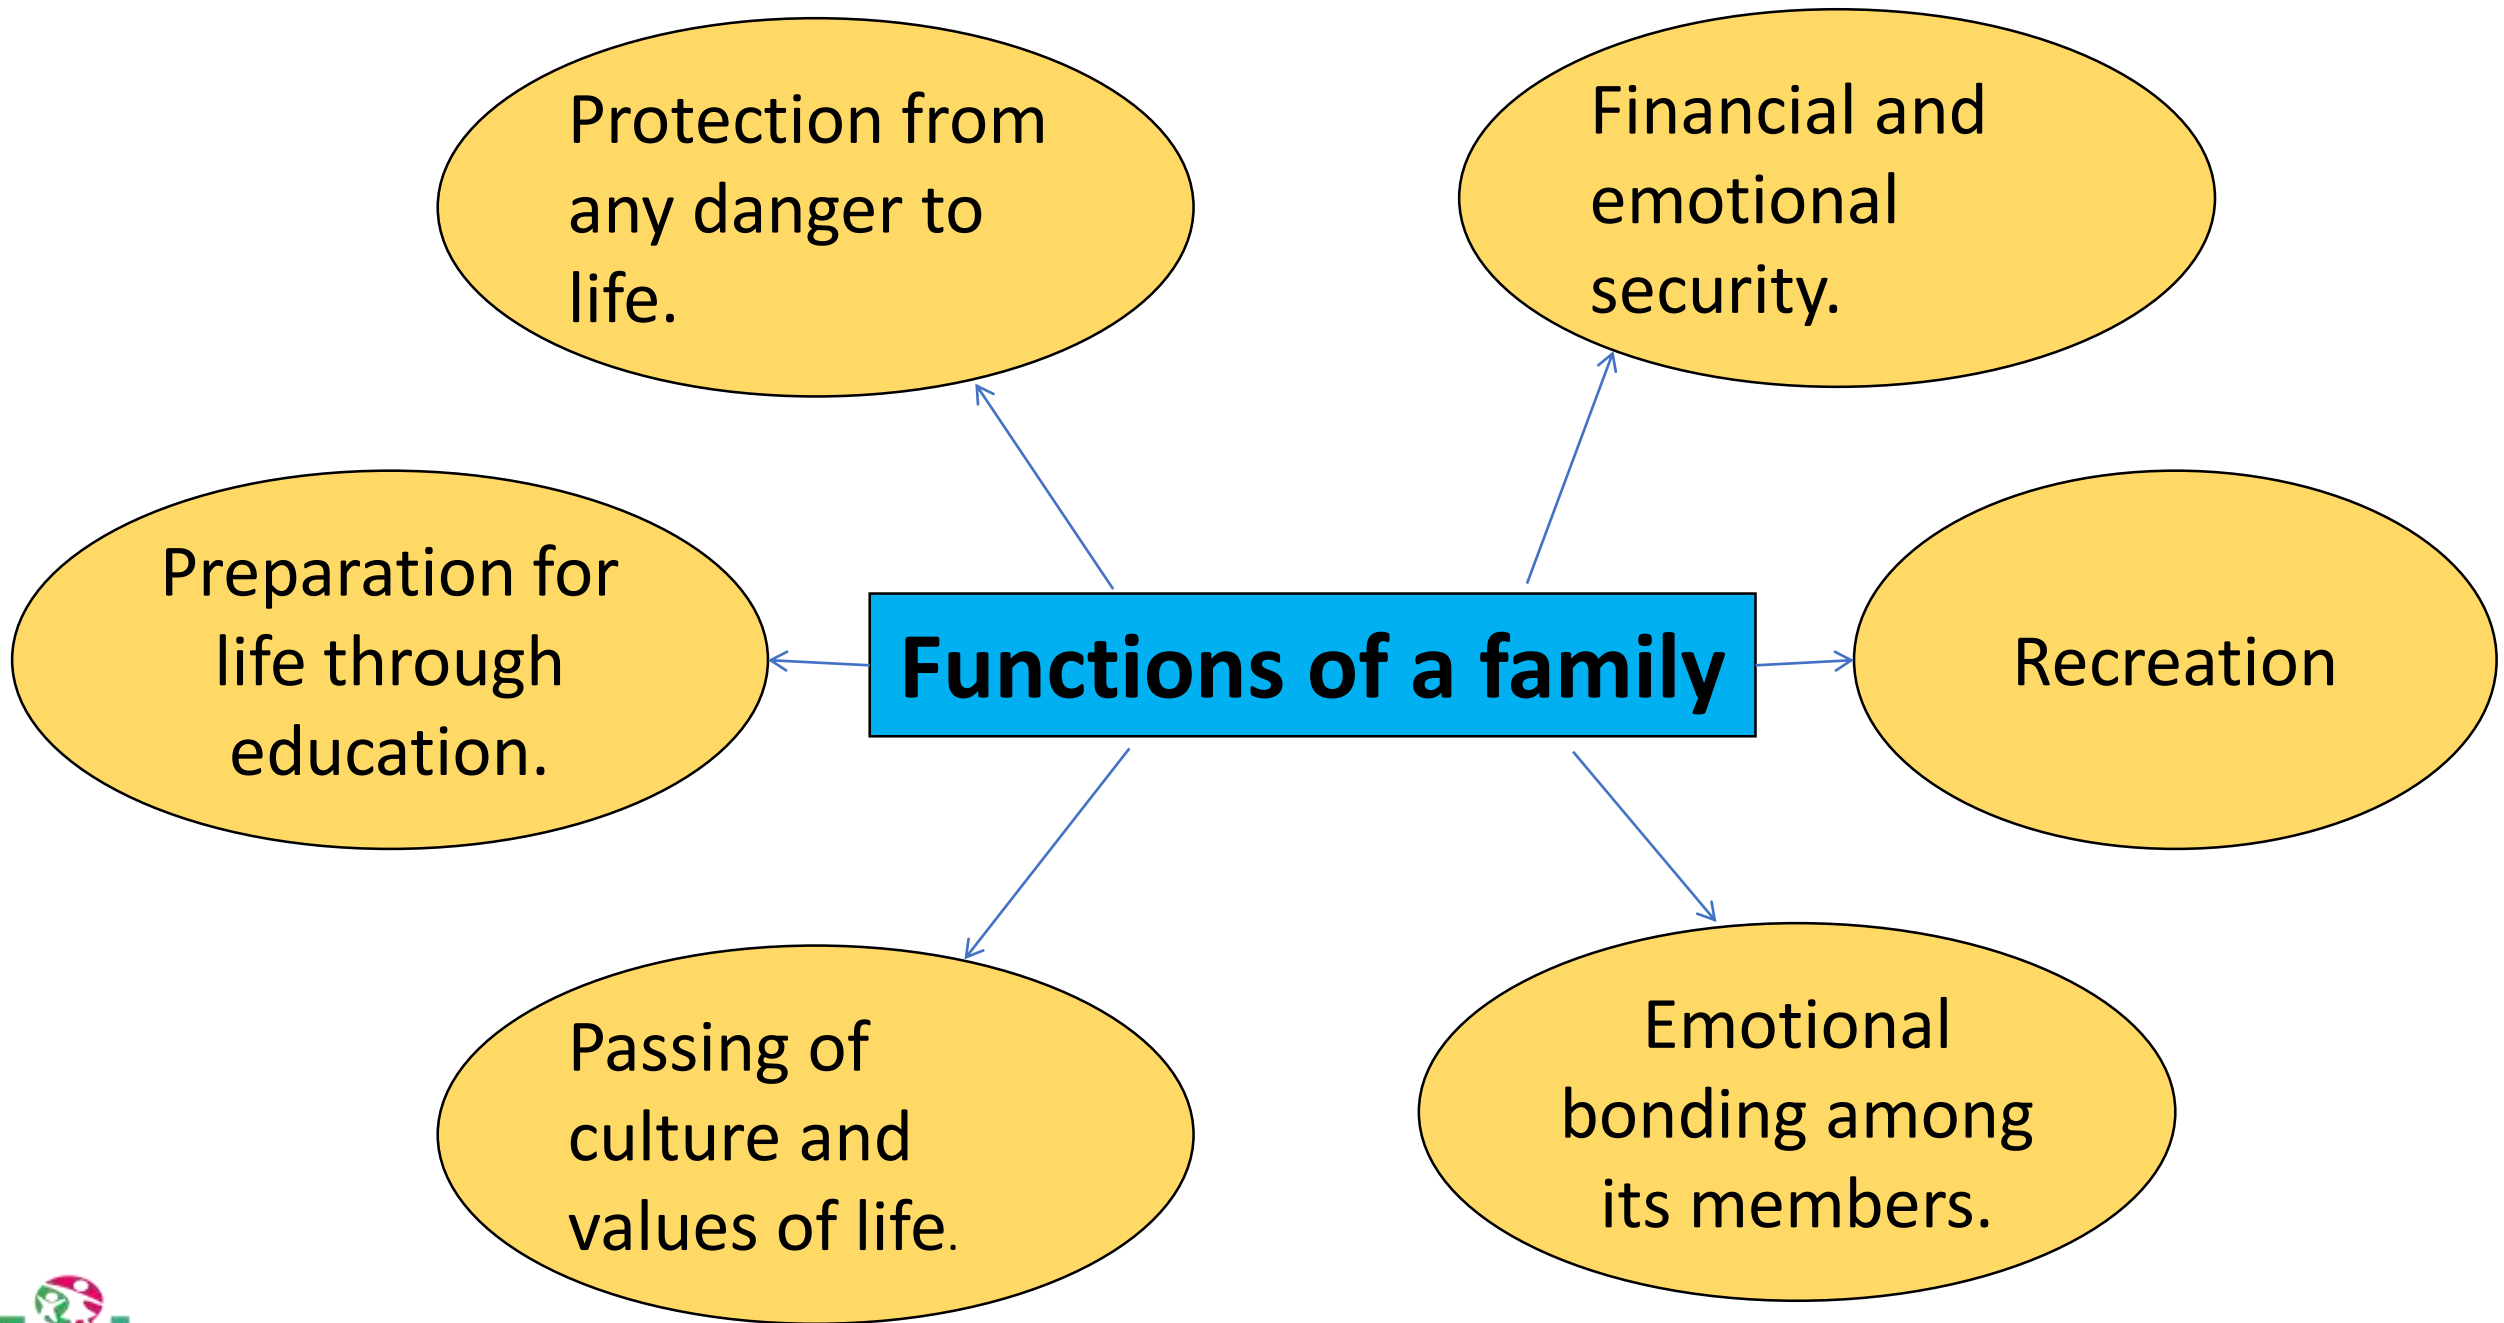 Protection from
any danger to
life.
Financial and
emotional
security.
Preparation for
life through
education.
Functions of a family
Recreation
Passing of
culture and
values of life.
Emotional
bonding among
its members.